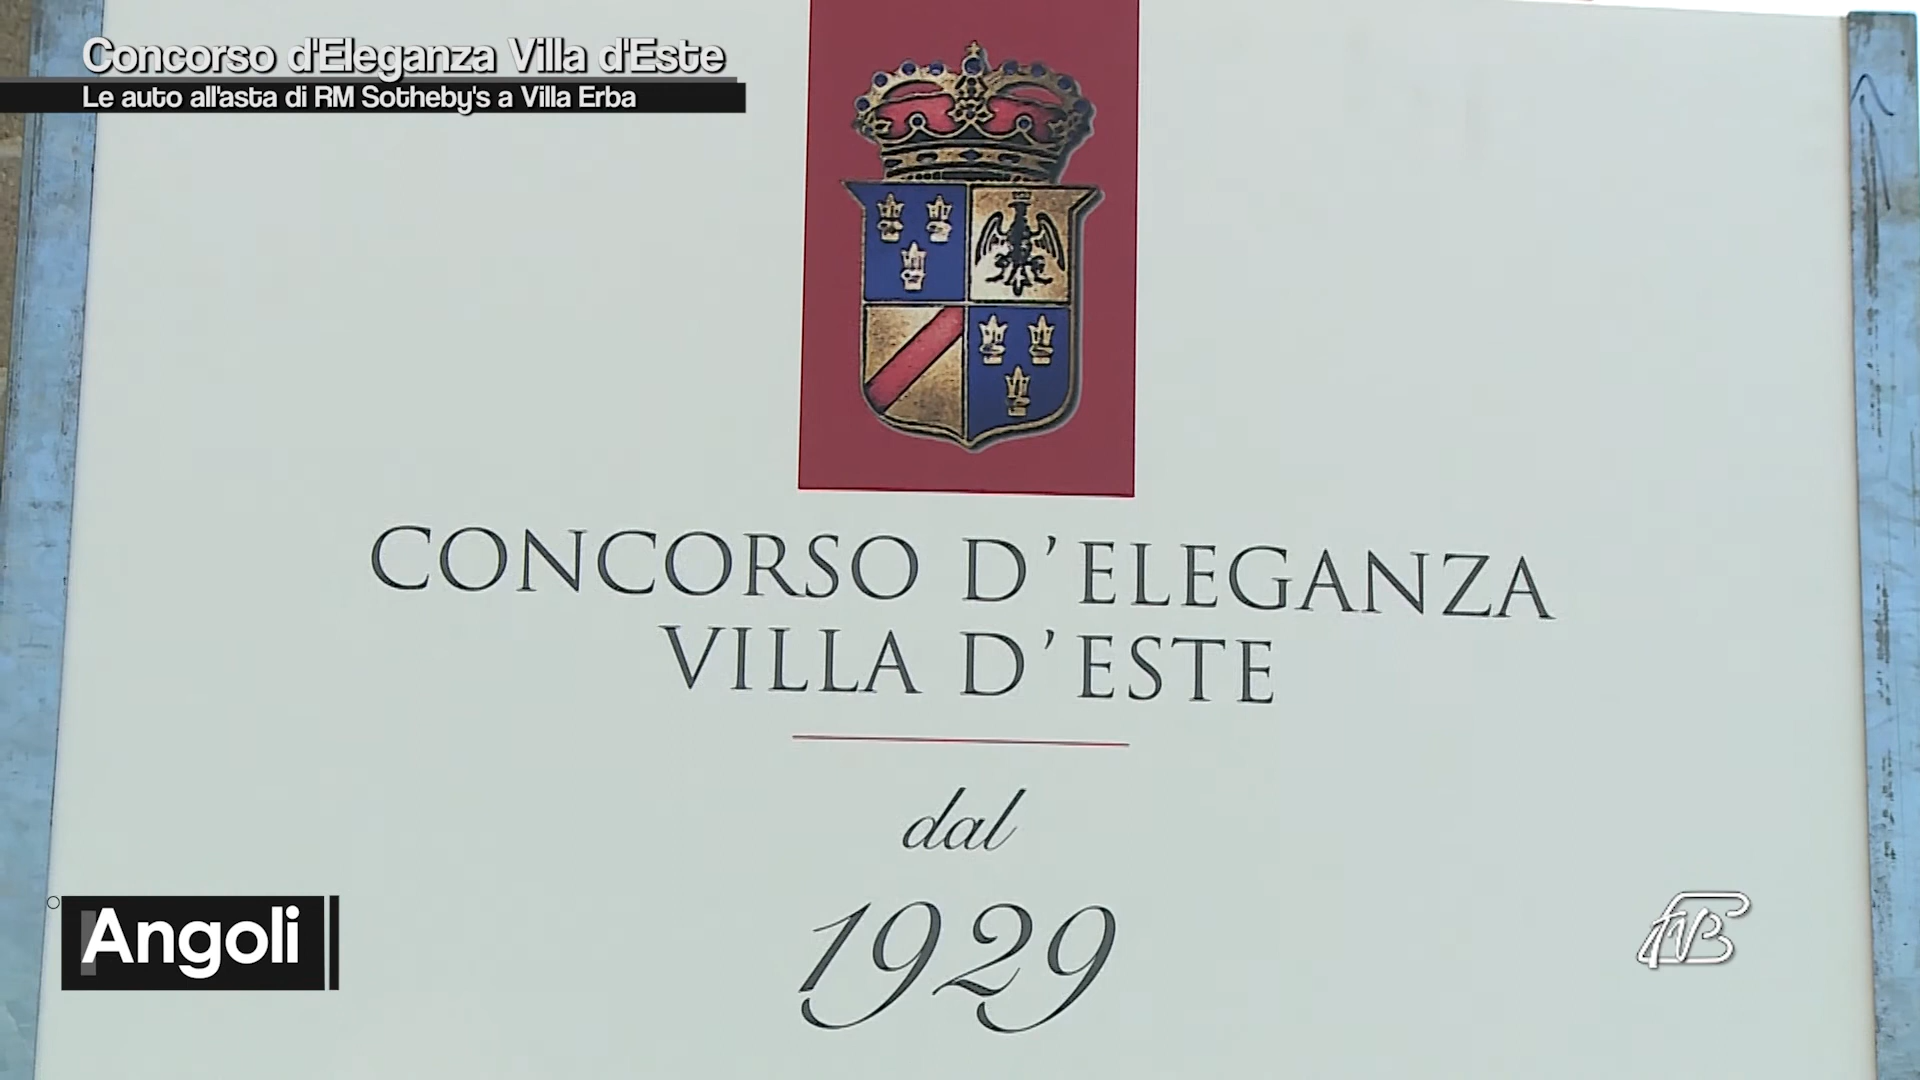 Concorso d'Eleganza Villa d'Este
Le auto all'asta di RM Sotheby's a Villa Erba
CONCORSO D'ELEGANZA
VILLA D'ESTE
dal
1929
Angoli